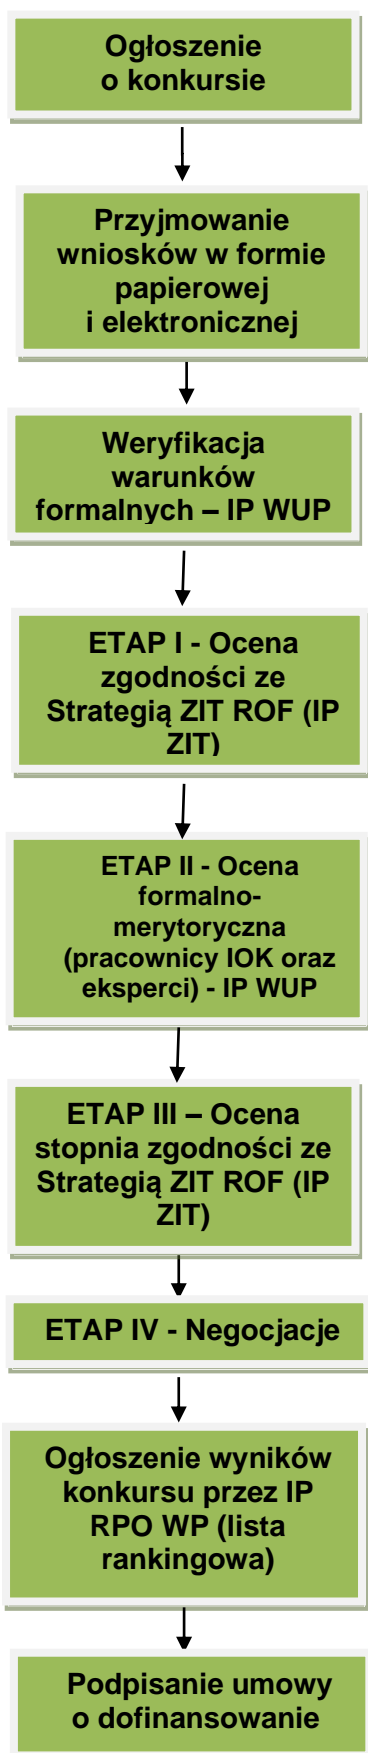 Ogłoszenie
o konkursie
Przyjmowanie
wniosków w formie
papierowej
i elektronicznej
Weryfikacja
warunków
formalnych – IP WUP
ETAP I - Ocena
zgodności ze
Strategią ZIT ROF (IP
ZIT)
ETAP II - Ocena
formalno-
merytoryczna
(pracownicy IOK oraz
eksperci) - IP WUP
ETAP III – Ocena
stopnia zgodności ze
Strategią ZIT ROF (IP
ZIT)
ETAP IV - Negocjacje
Ogłoszenie wyników
konkursu przez IP
RPO WP (lista
rankingowa)
Podpisanie umowy
o dofinansowanie